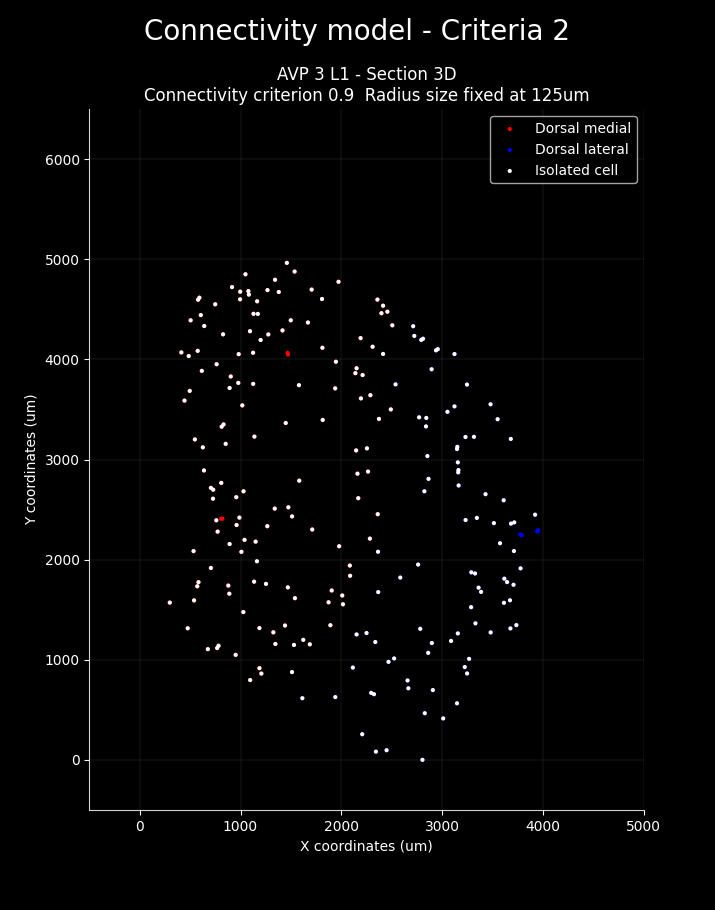 Connectivity model - Criteria 2
AVP 3 L1 - Section 3D
Connectivity criterion 0.9  Radius size fixed at 125um
Dorsal medial
Dorsal lateral
Isolated cell
6000
5000
4000
3000
2000
1000
0
Y coordinates (um)
0 1000 2000 3000 4000 5000
X coordinates (um)